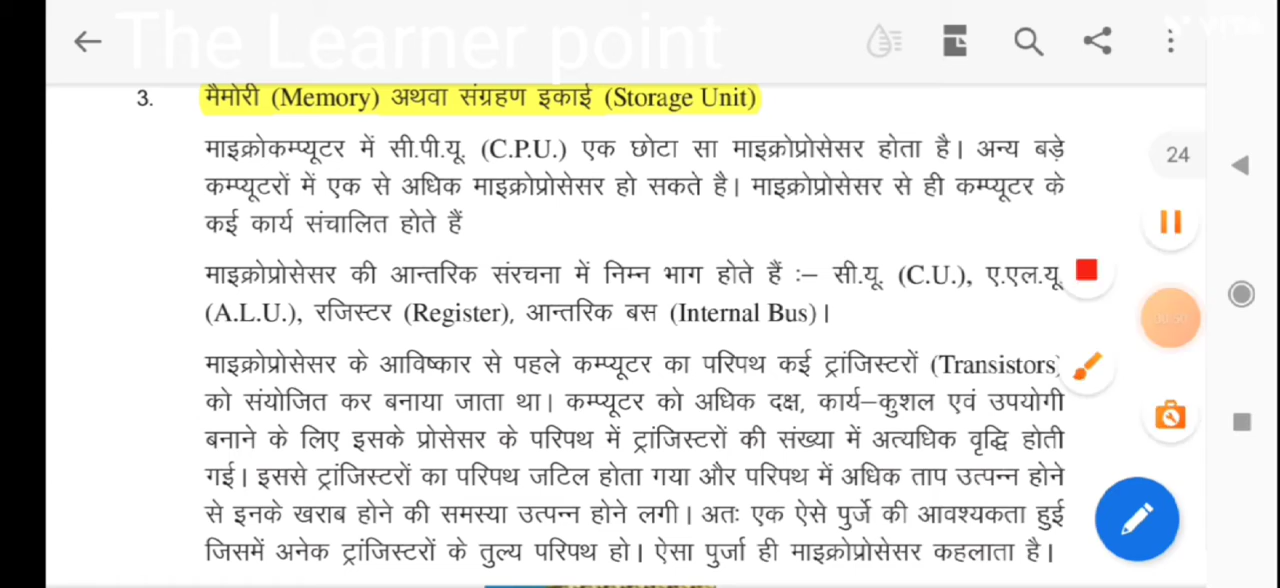 The Learner point
VITA
3. मैमोरी (Memory) अथवा संग्रहण इकाई (Storage Unit)
माइक्रोकम्प्यूटर में सी.पी.यू. (C.P.U.) एक छोटा सा माइक्रोप्रोसेसर होता है। अन्य बड़े
24
कम्प्यूटरों में एक से अधिक माइक्रोप्रोसेसर हो सकते है। माइक्रोप्रोसेसर से ही कम्प्यूटर के
कई कार्य संचालित होते हैं
माइक्रोप्रोसेसर की आन्तरिक संरचना में निम्न भाग होते हैं :– सी.यू. (C.U.), ए.एल.यू.
(A.L.U.), रजिस्टर (Register), आन्तरिक बस (Internal Bus)।
माइक्रोप्रोसेसर के आविष्कार से पहले कम्प्यूटर का परिपथ कई ट्रांजिस्टरों (Transistors)
को संयोजित कर बनाया जाता था। कम्प्यूटर को अधिक दक्ष, कार्य–कुशल एवं उपयोगी
बनाने के लिए इसके प्रोसेसर के परिपथ में ट्रांजिस्टरों की संख्या में अत्यधिक वृद्धि होती
गई। इससे ट्रांजिस्टरों का परिपथ जटिल होता गया और परिपथ में अधिक ताप उत्पन्न होने
से इनके खराब होने की समस्या उत्पन्न होने लगी। अतः एक ऐसे पुर्जे की आवश्यकता हुई
जिसमें अनेक ट्रांजिस्टरों के तुल्य परिपथ हो। ऐसा पुर्जा ही माइक्रोप्रोसेसर कहलाता है।